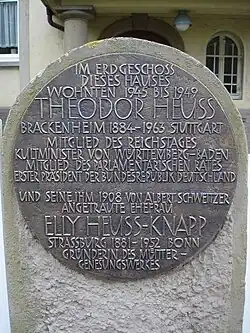 IM ERDGESCHOSS
DIESES HAUSES
WOHNTEN 1945 BIS 1949
THEODOR HEUSS
BRACKENHEIM 1884–1963 STUTTGART
MITGLIED DES REICHSTAGES
KULTMINISTER VON WÜRTTEMBERG-BADEN
MITGLIED DES PARLAMENTARISCHEN RATES
ERSTER PRÄSIDENT DER BUNDESREPUBLIK DEUTSCHLAND
UND SEINE IHM 1908 VON ALBERT SCHWEITZER
ANGETRAUTE EHEFRAU
ELLY HEUSS-KNAPP
STRASSBURG 1881–1952 BONN
GRÜNDERIN DES MÜTTER-
GENESUNGSWERKES